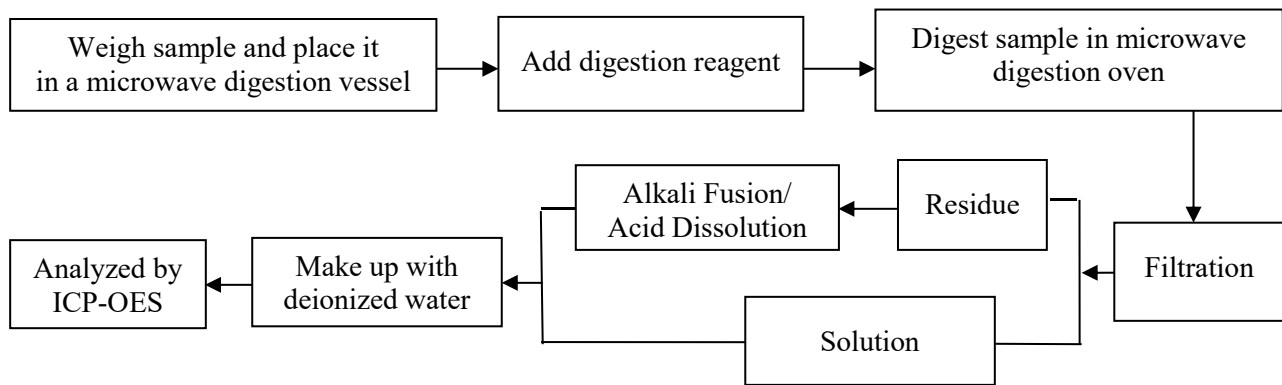 Weigh sample and place it
in a microwave digestion vessel
Add digestion reagent
Digest sample in microwave
digestion oven
Filtration
Residue
Solution
Alkali Fusion/
Acid Dissolution
Make up with
deionized water
Analyzed by
ICP-OES